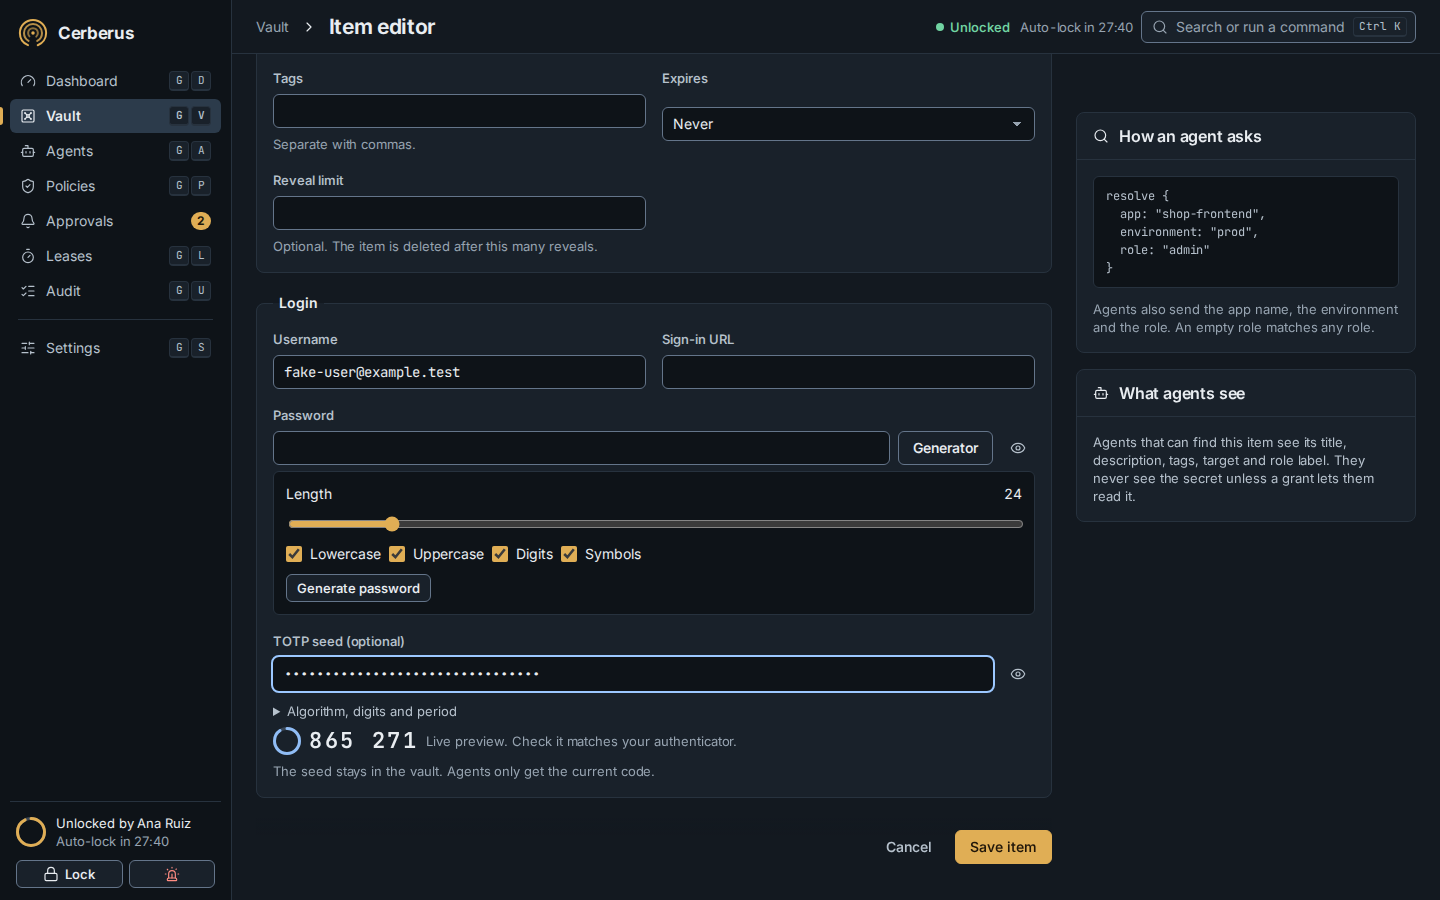 Cerberus
Dashboard G D
Vault G V
Agents G A
Policies G P
Approvals 2
Leases G L
Audit G U
Settings G S
Unlocked by Ana Ruiz
Auto-lock in 27:40
Lock
Vault
Item editor
Unlocked
Auto-lock in 27:40
Search or run a command
Ctrl K
Tags
Separate with commas.
Expires
Never
Reveal limit
Optional. The item is deleted after this many reveals.
Login
Username
fake-user@example.test
Sign-in URL
Password
Generator
Length
24
Lowercase
Uppercase
Digits
Symbols
Generate password
TOTP seed (optional)
Algorithm, digits and period
865 271
Live preview. Check it matches your authenticator.
The seed stays in the vault. Agents only get the current code.
Cancel
Save item
How an agent asks
resolve {
app: "shop-frontend",
environment: "prod",
role: "admin"
}
Agents also send the app name, the environment
and the role. An empty role matches any role.
What agents see
Agents that can find this item see its title,
description, tags, target and role label. They
never see the secret unless a grant lets them
read it.